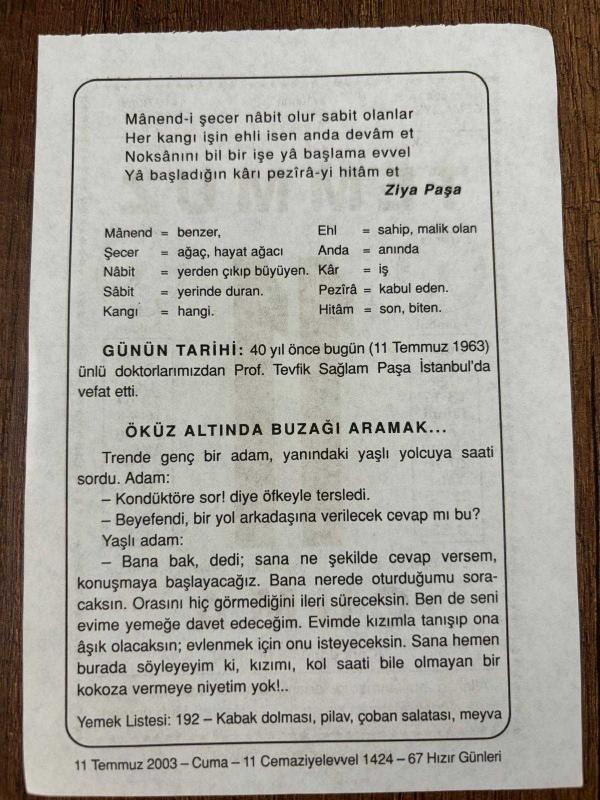 Mânend-i şecer nâbit olur sabit olanlar
Her kangı işin ehli isen anda devâm et
Noksânını bil bir işe yâ başlama evvel
Yâ başladığın kârı pezîrâ-yi hitâm et
Ziya Paşa
Mânend = benzer,
Şecer = ağaç, hayat ağacı
Nâbit = yerden çıkıp büyüyen.
Sâbit = yerinde duran.
Kangı = hangi.
Ehl = sahip, malik olan
Anda = anında
Kâr = iş
Pezîrâ = kabul eden.
Hitâm = son, biten.
GÜNÜN TARİHİ: 40 yıl önce bugün (11 Temmuz 1963)
ünlü doktorlarımızdan Prof. Tevfik Sağlam Paşa İstanbul'da
vefat etti.
ÖKÜZ ALTINDA BUZAĞI ARAMAK...
Trende genç bir adam, yanındaki yaşlı yolcuya saati
sordu. Adam:
– Kondüktöre sor! diye öfkeyle tersledi.
– Beyefendi, bir yol arkadaşına verilecek cevap mı bu?
Yaşlı adam:
– Bana bak, dedi; sana ne şekilde cevap versem,
konuşmaya başlayacağız. Bana nerede oturduğumu sora-
caksın. Orasını hiç görmediğini ileri süreceksin. Ben de seni
evime yemeğe davet edeceğim. Evimde kızımla tanışıp ona
âşık olacaksın; evlenmek için onu isteyeceksin. Sana hemen
burada söyleyeyim ki, kızımı, kol saati bile olmayan bir
kokoza vermeye niyetim yok!..
Yemek Listesi: 192 – Kabak dolması, pilav, çoban salatası, meyva
11 Temmuz 2003 – Cuma – 11 Cemaziyelevvel 1424 – 67 Hızır Günleri